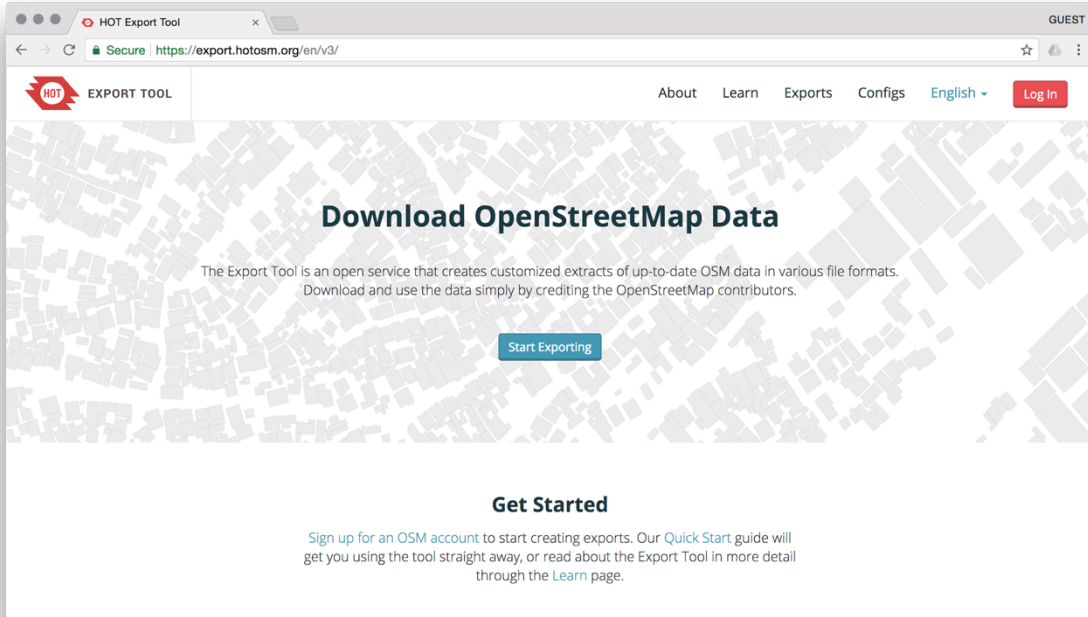 HOT Export Tool
GUEST
Secure https://export.hotosm.org/en/v3/
HOT EXPORT TOOL
About Learn Exports Configs English Log In
Download OpenStreetMap Data
The Export Tool is an open service that creates customized extracts of up-to-date OSM data in various file formats.
Download and use the data simply by crediting the OpenStreetMap contributors.
Start Exporting
Get Started
Sign up for an OSM account to start creating exports. Our Quick Start guide will
get you using the tool straight away, or read about the Export Tool in more detail
through the Learn page.